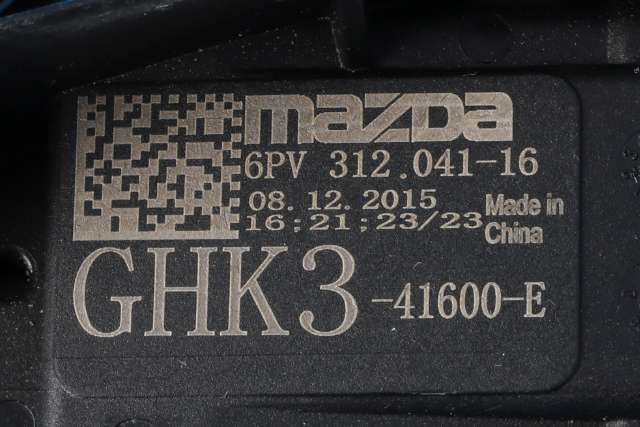 mazda
6PV 312.041-16
08.12.2015
16:21:23/23
Made in
China
GHK3-41600-E